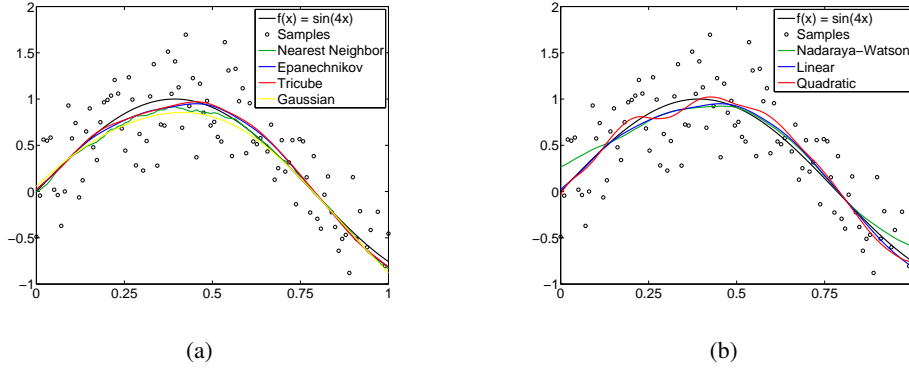 f(x) = sin(4x)
Samples
Nearest Neighbor
Epanechnikov
Tricube
Gaussian
2
1.5
1
0.5
0
−0.5
−1
0
0.25
0.5
0.75
1
(a)
f(x) = sin(4x)
Samples
Nadaraya−Watson
Linear
Quadratic
2
1.5
1
0.5
0
−0.5
−1
0
0.25
0.5
0.75
(b)